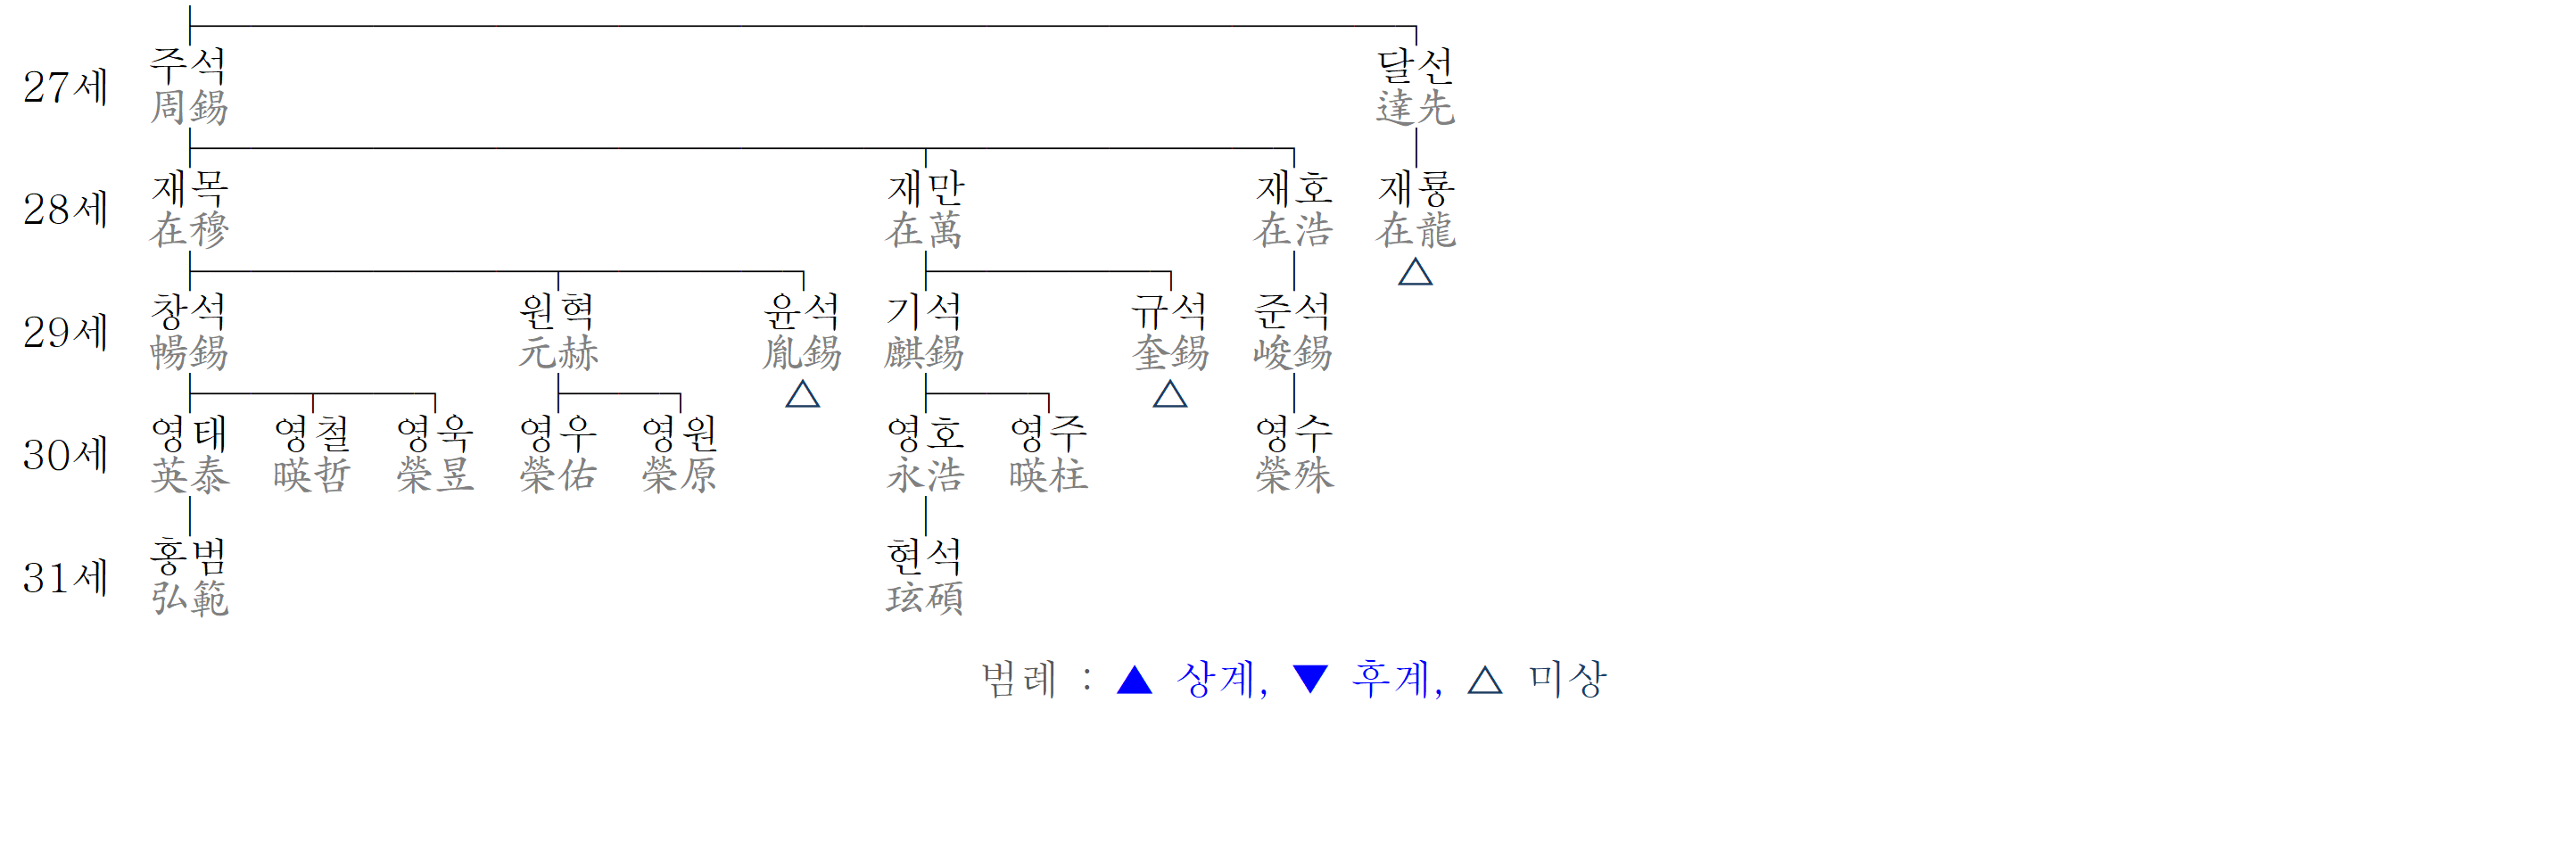 주석 달선
27세
周錫 達先
재목 재만 재호 재룡
28세
在穆 在萬 在浩 在龍
△
창석 원혁 윤석 기석 규석 준석
29세
暢錫 元赫 胤錫 麒錫 奎錫 峻錫
△ △
영태 영철 영욱 영우 영원 영호 영주 영수
30세
英泰 暎哲 榮昱 榮佑 榮原 永浩 暎柱 榮殊
홍범 현석
31세
弘範 玹碩
범례 : ▲ 상계, ▼ 후계, △ 미상